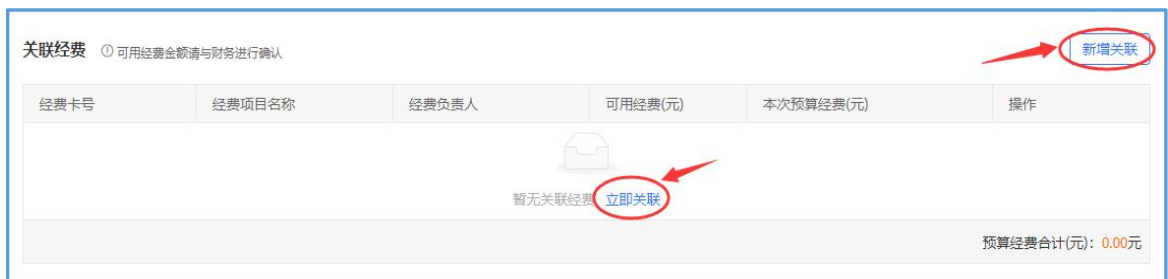 关联经费 ① 可用经费金额请与财务进行确认 新增关联
经费卡号 经费项目名称 经费负责人 可用经费(元) 本次预算经费(元) 操作
暂无关联经费 立即关联
预算经费合计(元): 0.00元